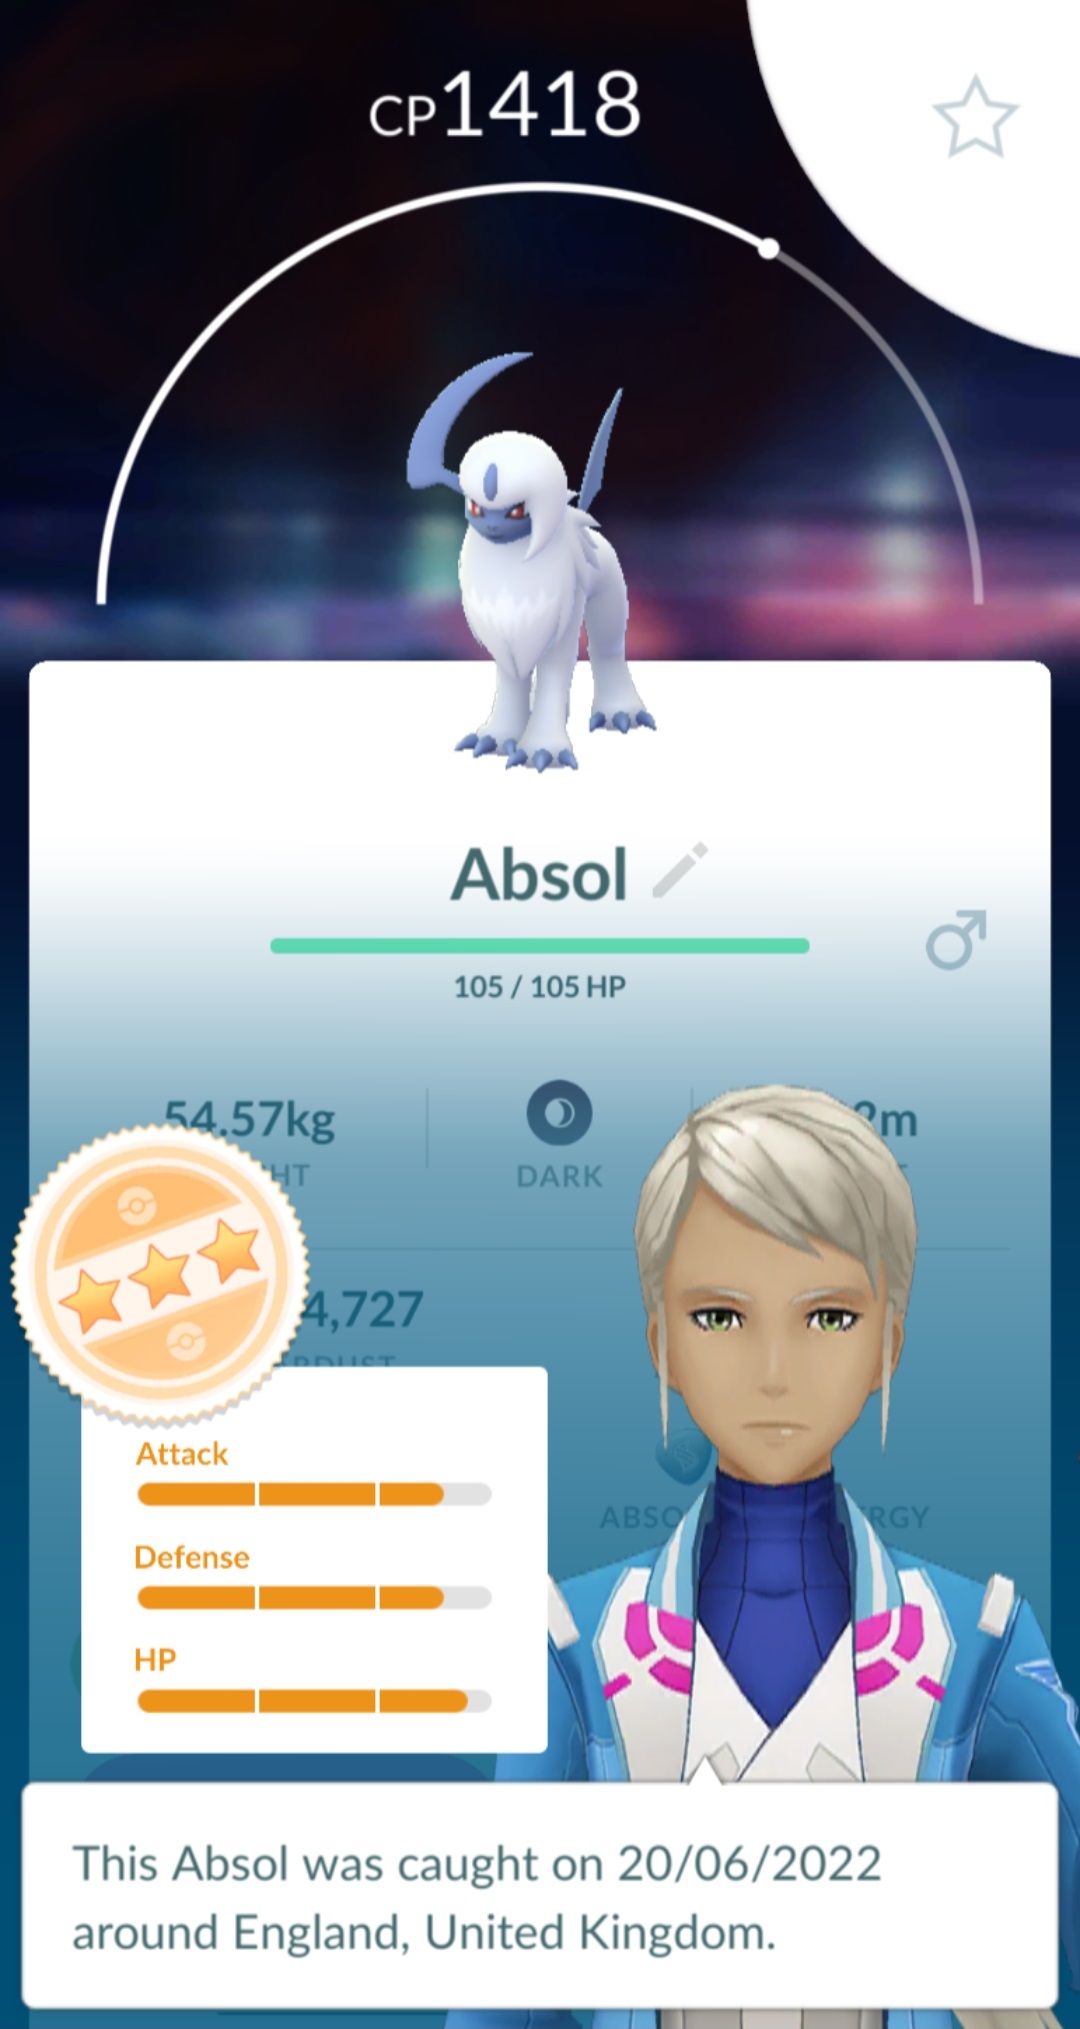 CP1418
Absol
105 / 105 HP
54.57kg
DARK
Attack
Defense
HP
This Absol was caught on 20/06/2022
around England, United Kingdom.